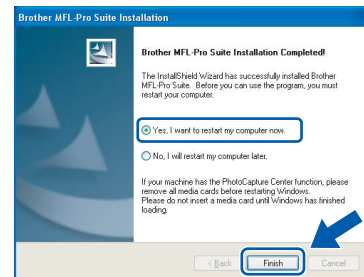 Brother MFL-Pro Suite Installation
Brother MFL-Pro Suite Installation Completed!
The InstallShield Wizard has successfully installed Brother
MFL-Pro Suite. Before you can use the program, you must
restart your computer.
Yes, I want to restart my computer now.
No, I will restart my computer later.
If your machine has the PhotoCapture Center function, please
remove all media cards before restarting Windows.
Please do not insert a media card until Windows has finished
loading.
< Back Finish Cancel